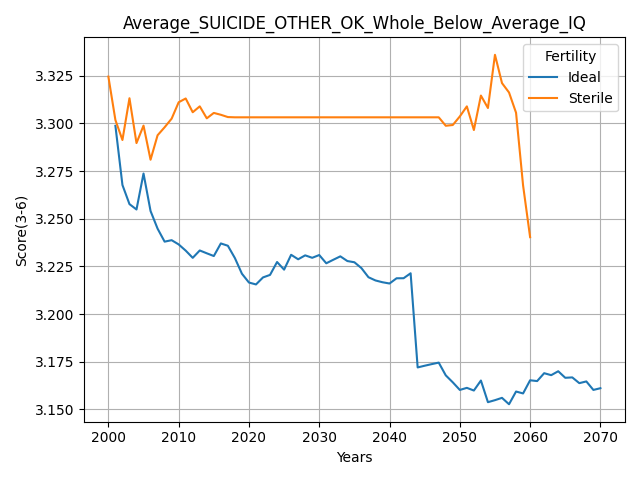 Average_SUICIDE_OTHER_OK_Whole_Below_Average_IQ
Fertility
Ideal
Sterile
Score(3-6)
3.325
3.300
3.275
3.250
3.225
3.200
3.175
3.150
2000 2010 2020 2030 2040 2050 2060 2070
Years